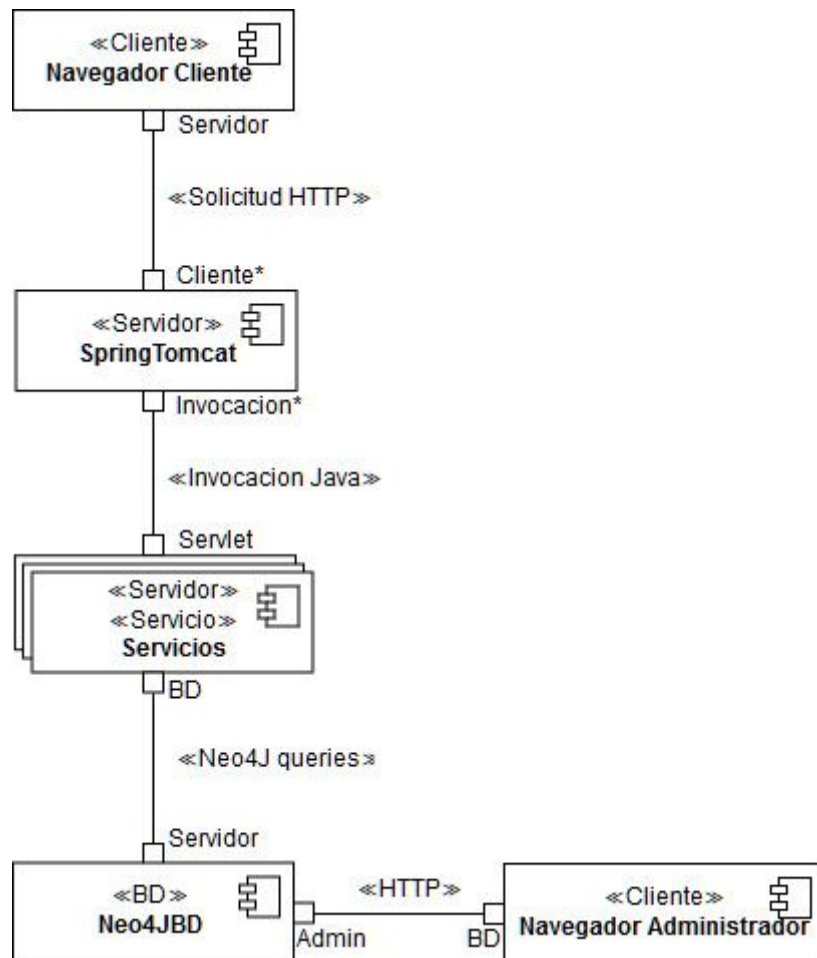 ≪Cliente≫
Navegador Cliente
Servidor
≪Solicitud HTTP≫
Cliente*
≪Servidor≫
SpringTomcat
Invocacion*
≪Invocacion Java≫
Servlet
≪Servidor≫
≪Servicio≫
Servicios
BD
≪Neo4J queries≫
Servidor
≪BD≫
Neo4JBD
Admin
≪HTTP≫
BD
≪Cliente≫
Navegador Administrador